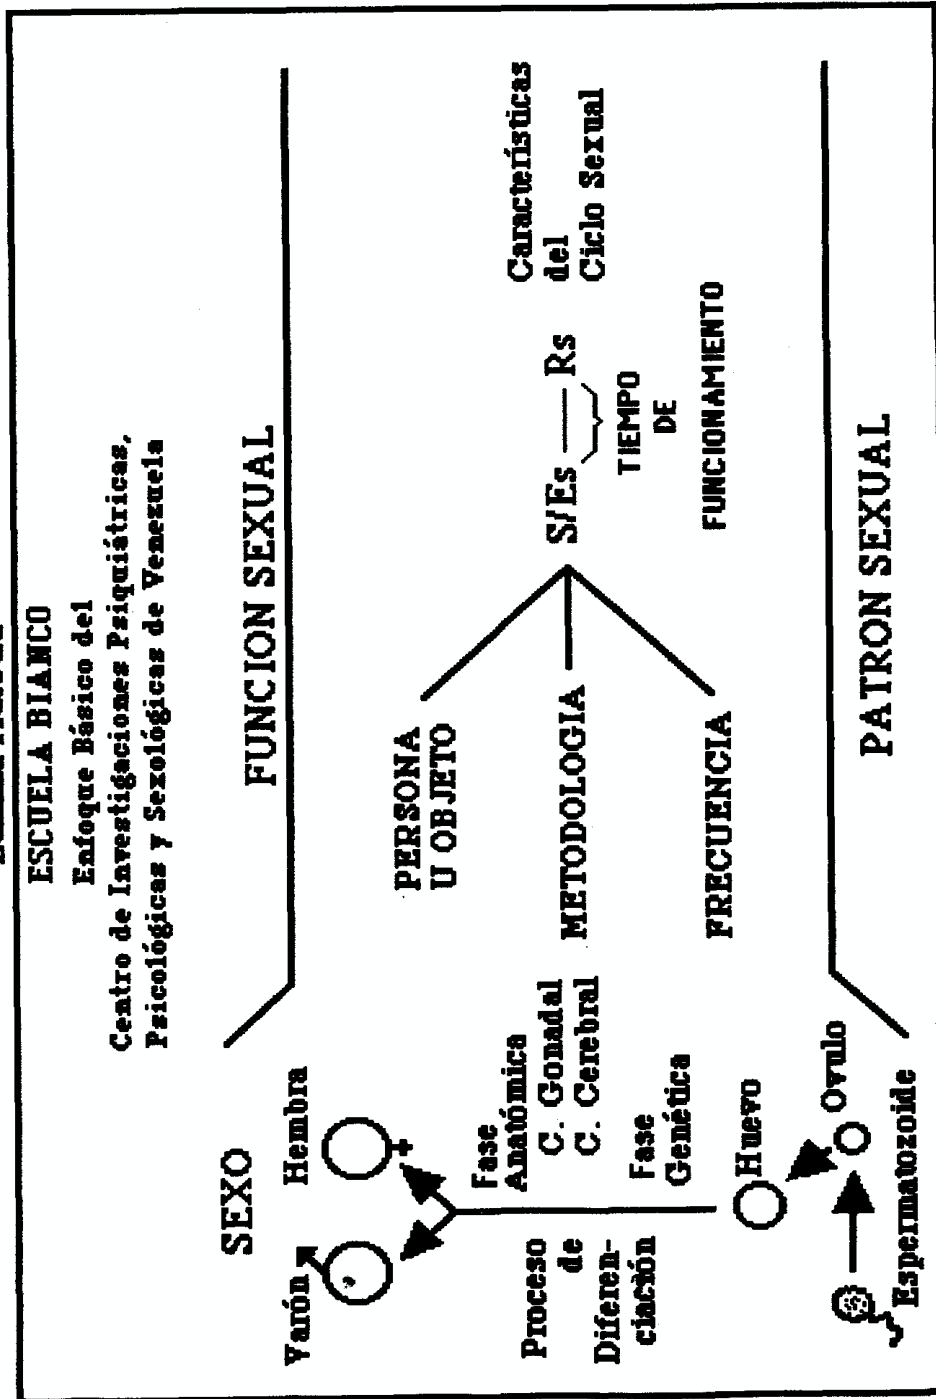 ESCUELA BIANCO
Enfoque Básico del
Centro de Investigaciones Psiquiátricas,
Psicológicas y Sexológicas de Venezuela
SEXO
Varón
Hembra
Proceso
de
Diferen-
ciación
Fase
Anatómica
C. Gonadal
C. Cerebral
Fase
Genética
Huevo
Ovulo
Espermatozoide
FUNCION SEXUAL
PERSONA
U OBJETO
METODOLOGIA
FRECUENCIA
S/Es — Rs
TIEMPO
DE
FUNCIONAMIENTO
Características
del
Ciclo Sexual
PATRON SEXUAL